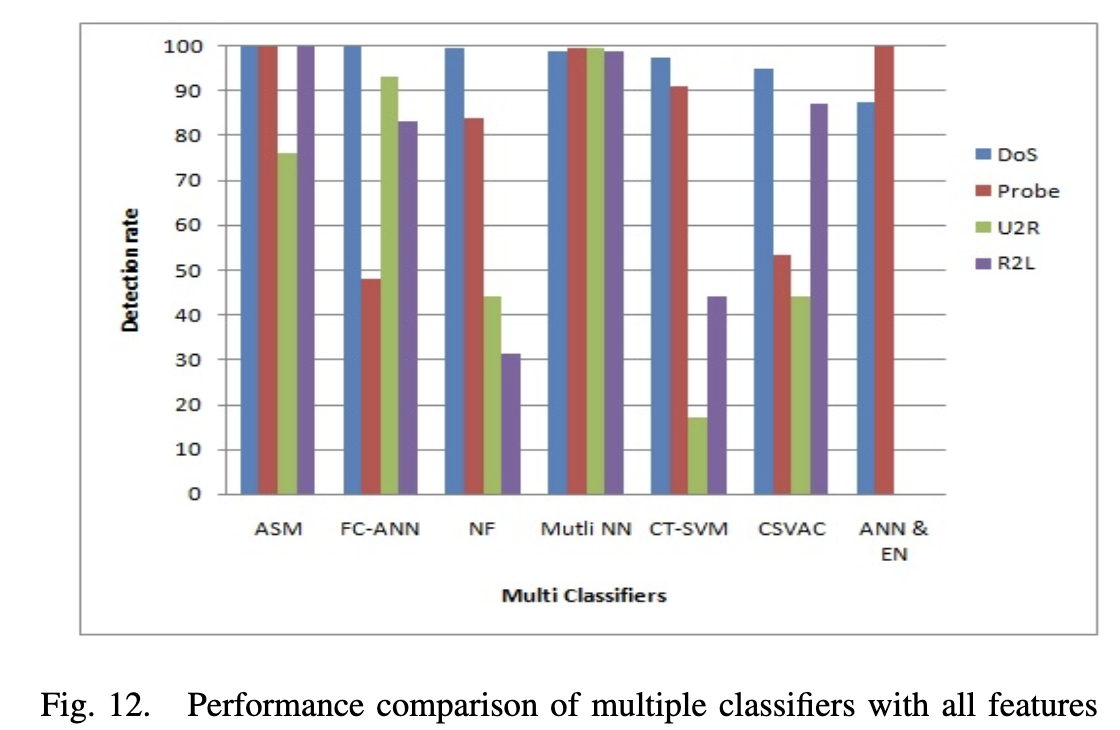 100
90
80
70
60
50
40
30
20
10
0
Detection rate
ASM FC-ANN NF Mutli NN CT-SVM CSVAC ANN &
EN
Multi Classifiers
DoS
Probe
U2R
R2L
Fig. 12. Performance comparison of multiple classifiers with all features